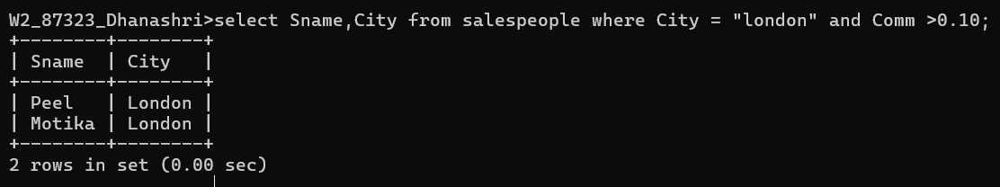 W2_87323_Dhanashri>select Sname,City from salespeople where City = "london" and Comm >0.10;
+--------+--------+
| Sname  | City   |
+--------+--------+
| Peel   | London |
| Motika | London |
+--------+--------+
2 rows in set (0.00 sec)